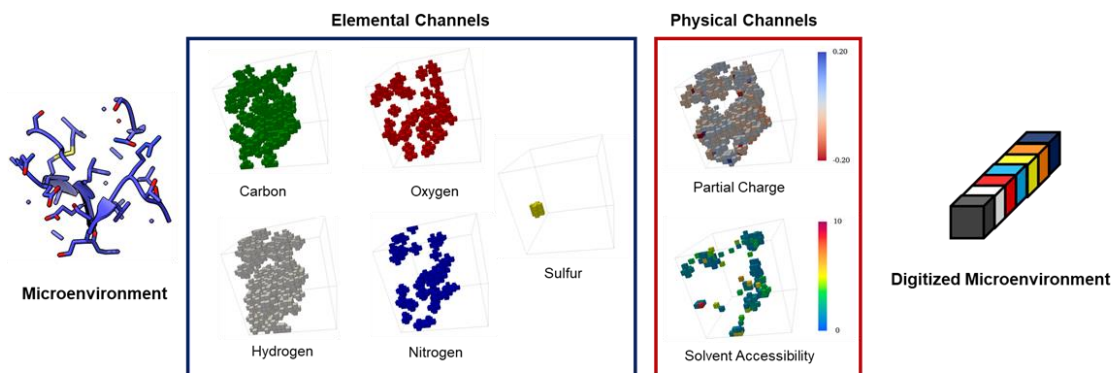 Elemental Channels
Physical Channels
Carbon
Oxygen
Hydrogen
Nitrogen
Sulfur
0.20
-0.20
Partial Charge
10
0
Solvent Accessibility
Microenvironment
Digitized Microenvironment